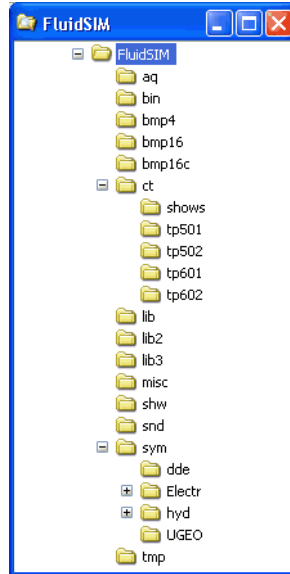 FluidSIM
FluidSIM
aq
bin
bmp4
bmp16
bmp16c
ct
shows
tp501
tp502
tp601
tp602
lib
lib2
lib3
misc
shw
snd
sym
dde
Electr
hyd
UGEO
tmp